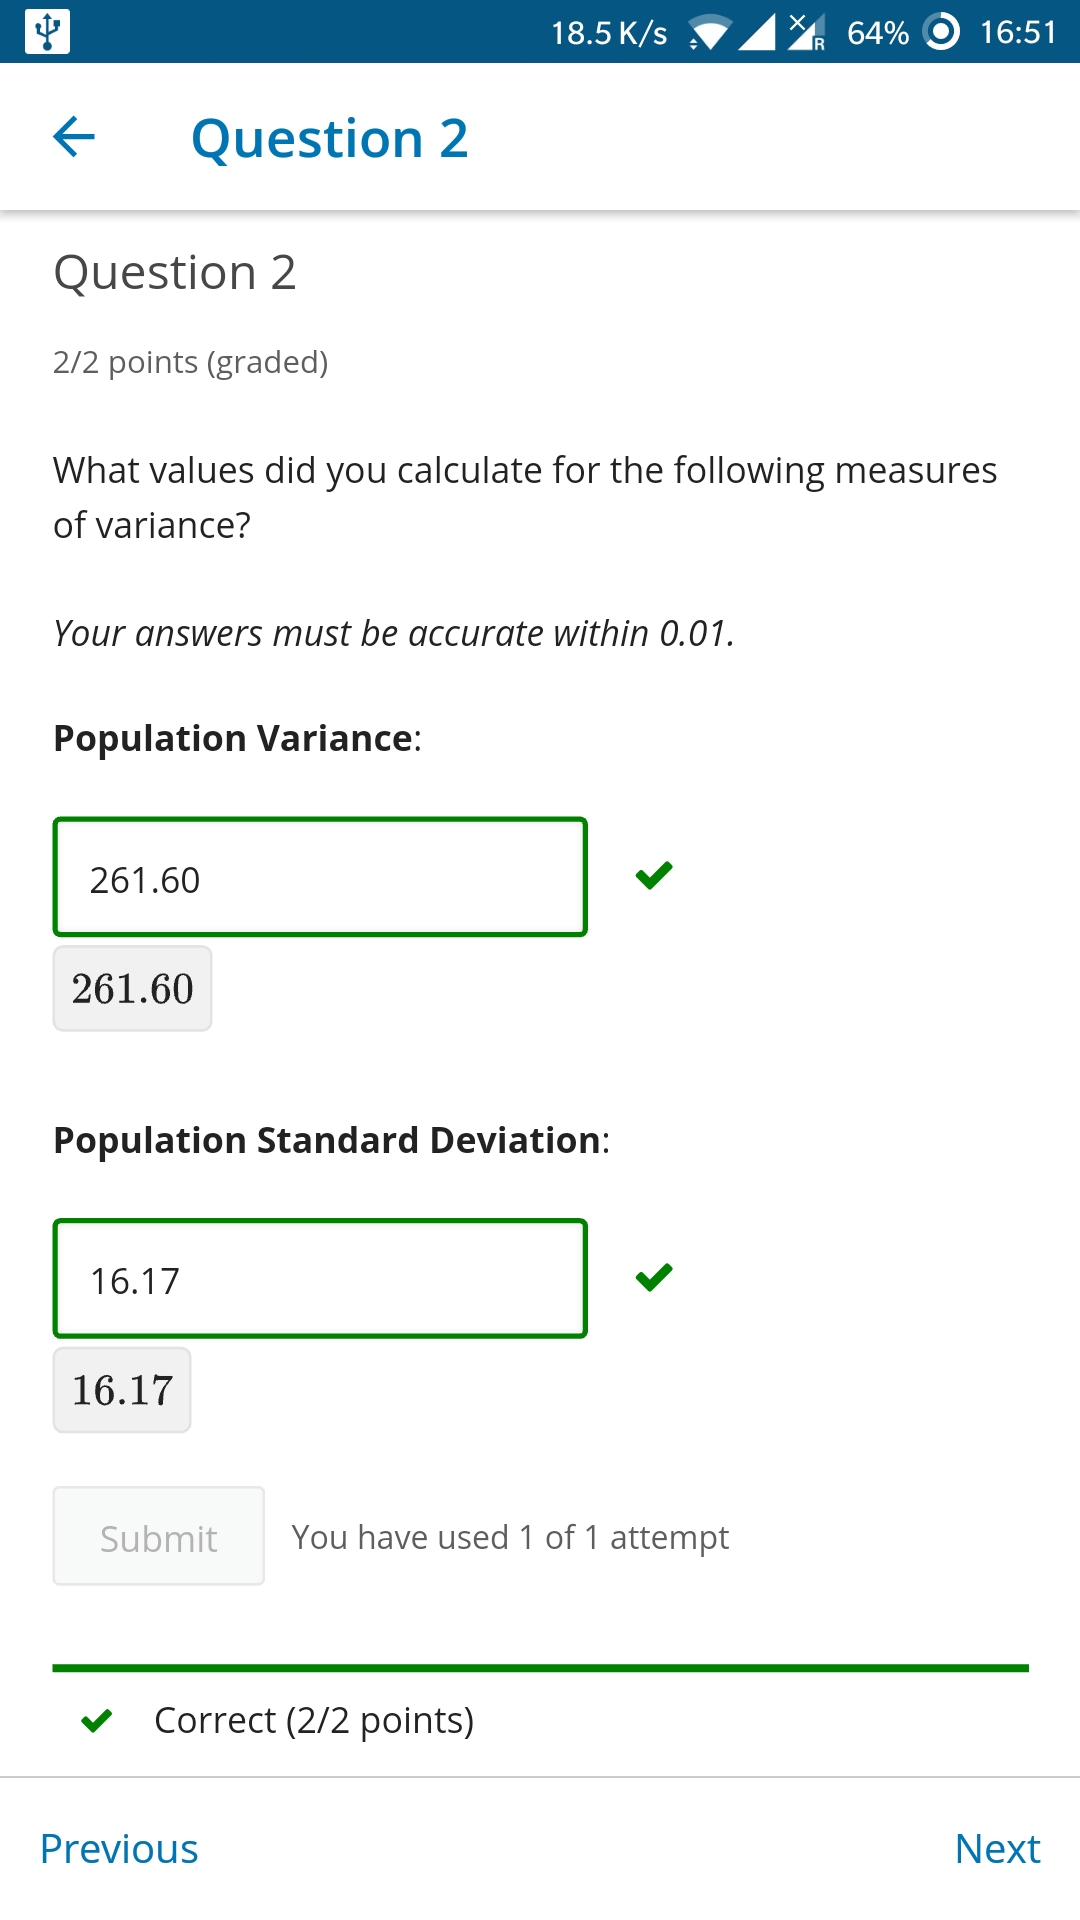 18.5 K/s R 64% 16:51
Question 2
Question 2
2/2 points (graded)
What values did you calculate for the following measures
of variance?
Your answers must be accurate within 0.01.
Population Variance:
261.60
261.60
Population Standard Deviation:
16.17
16.17
Submit You have used 1 of 1 attempt
Correct (2/2 points)
Previous Next